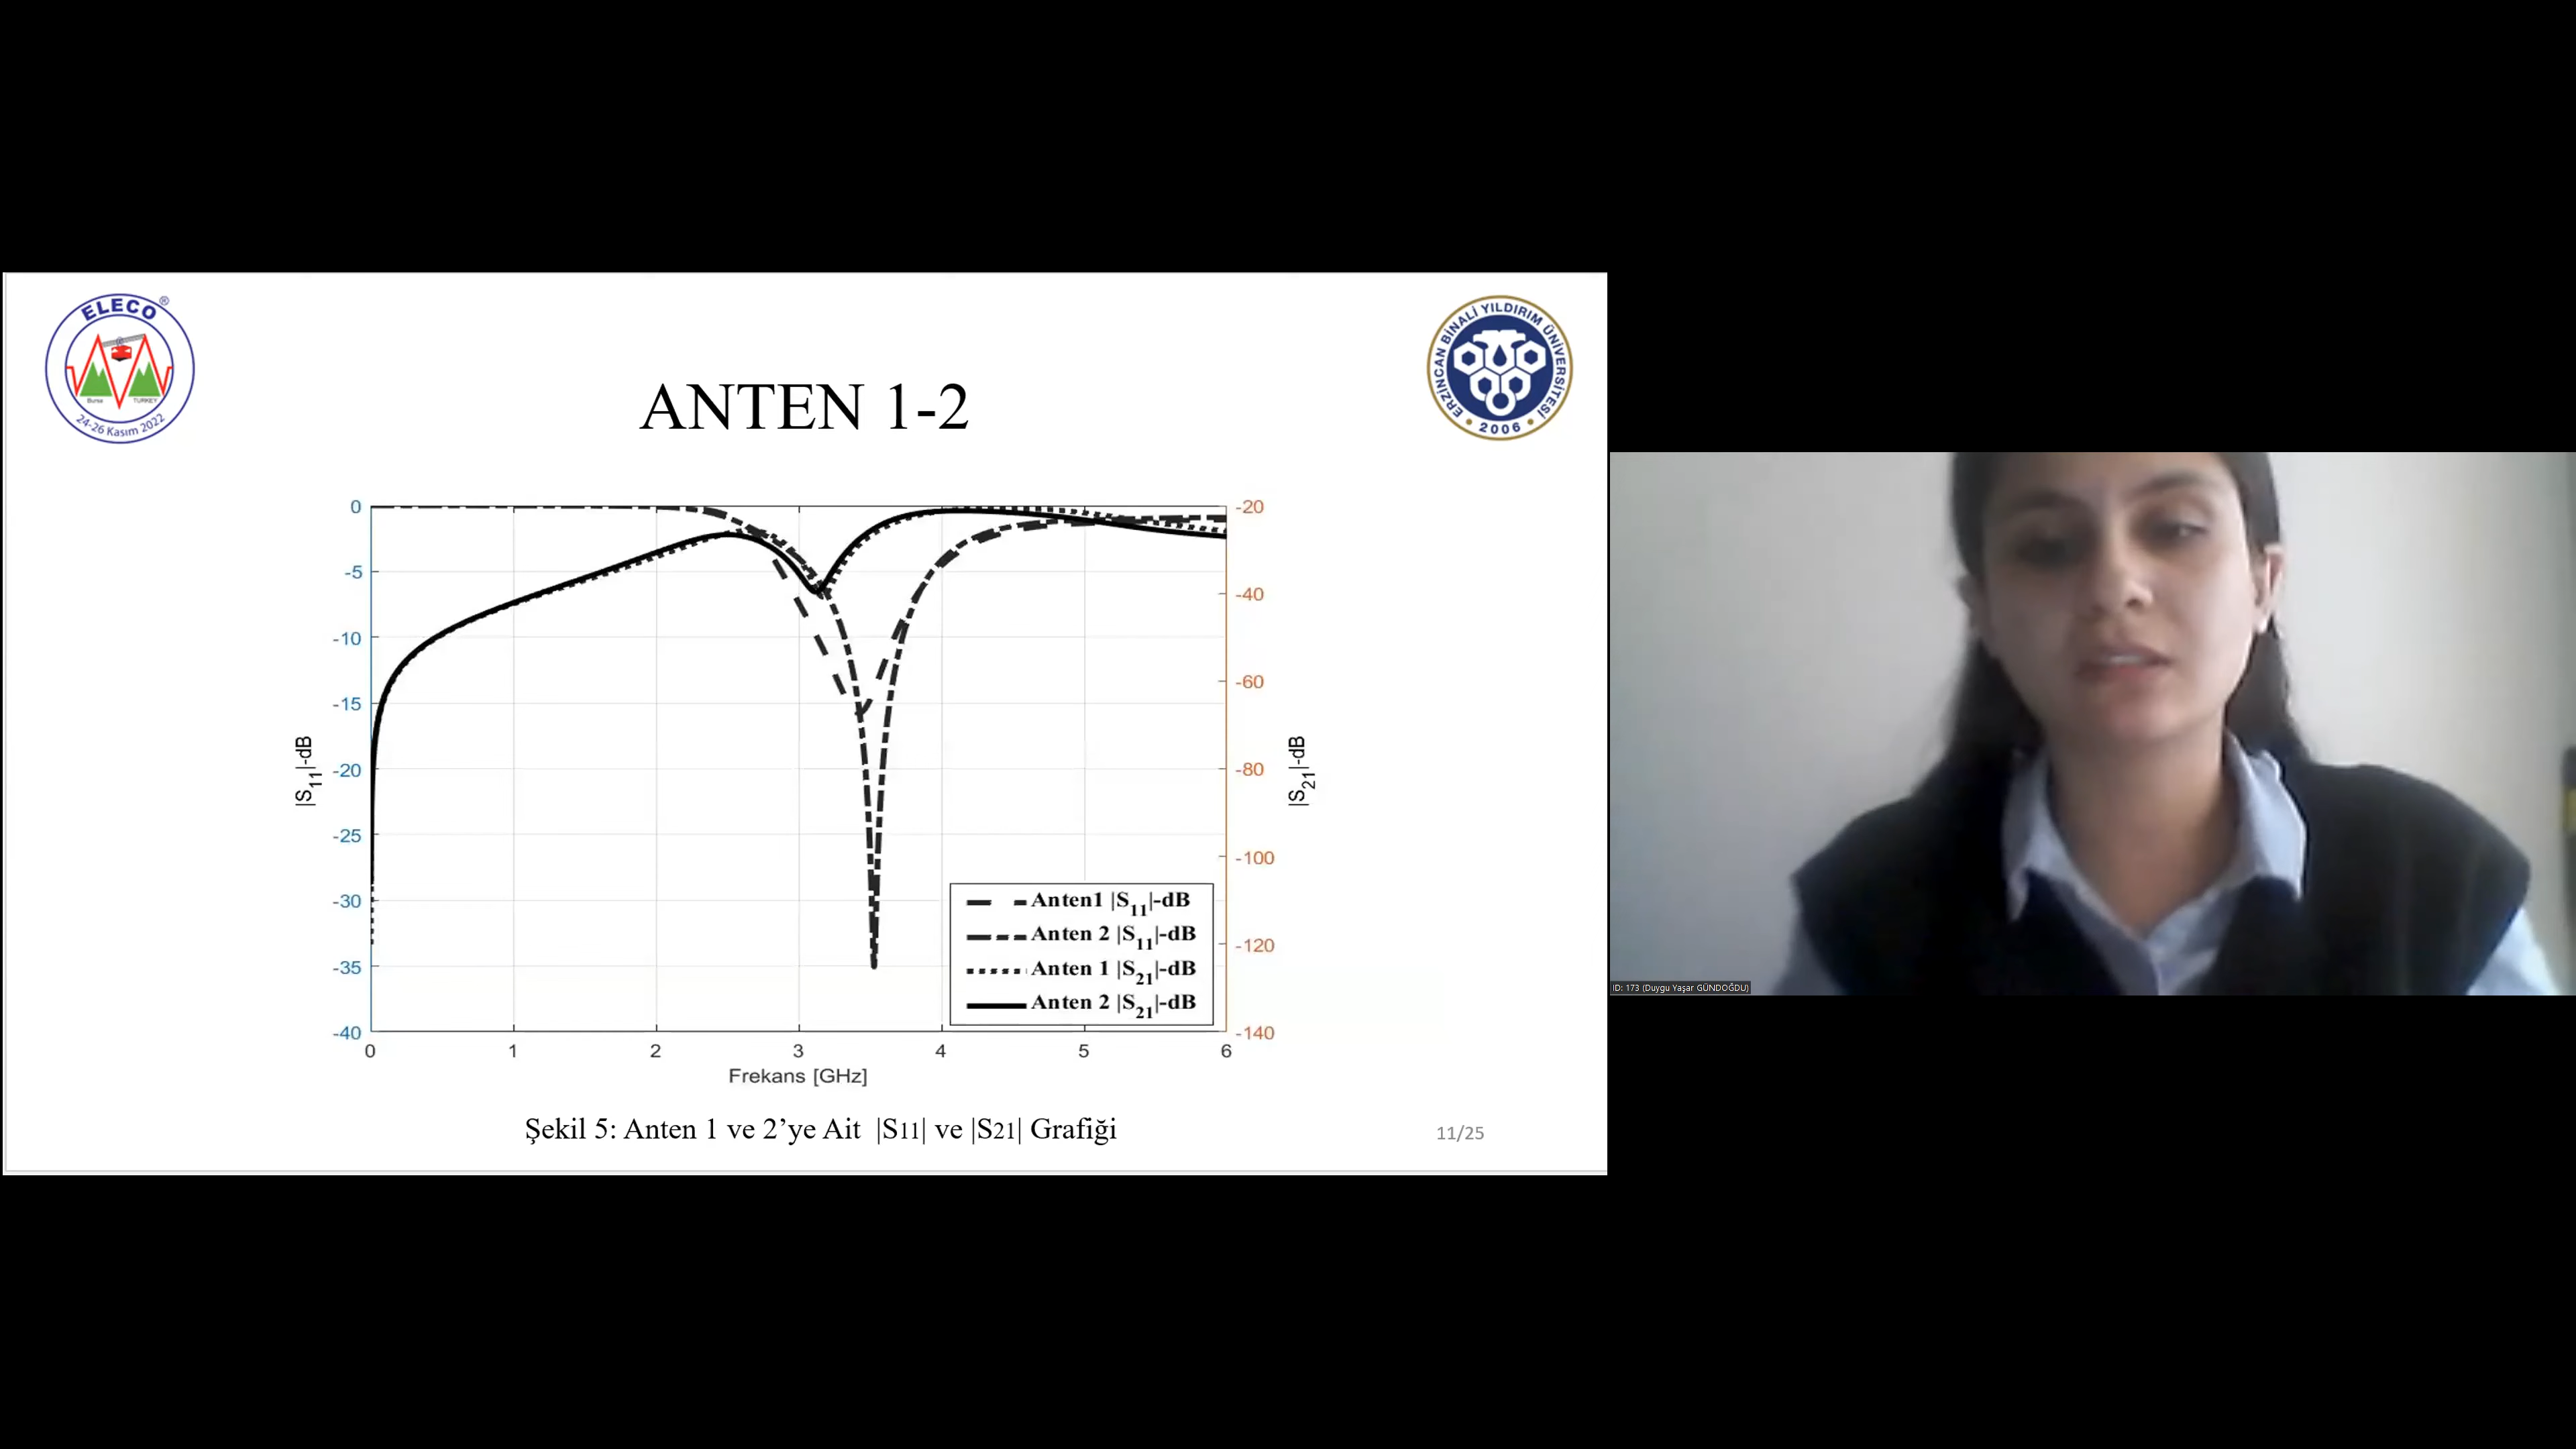 ELECO®
Bursa TURKEY
24-26 Kasım 2022
ERZİNCAN BİNALİ YILDIRIM ÜNİVERSİTESİ
2006
ANTEN 1-2
0
-5
-10
-15
-20
-25
-30
-35
-40
|S11|-dB
-20
-40
-60
-80
-100
-120
-140
|S21|-dB
Anten1 |S11|-dB
Anten 2 |S11|-dB
Anten 1 |S21|-dB
Anten 2 |S21|-dB
0 1 2 3 4 5 6
Frekans [GHz]
Şekil 5: Anten 1 ve 2’ye Ait |S11| ve |S21| Grafiği
11/25
ID: 173 (Duygu Yaşar GÜNDOĞDU)